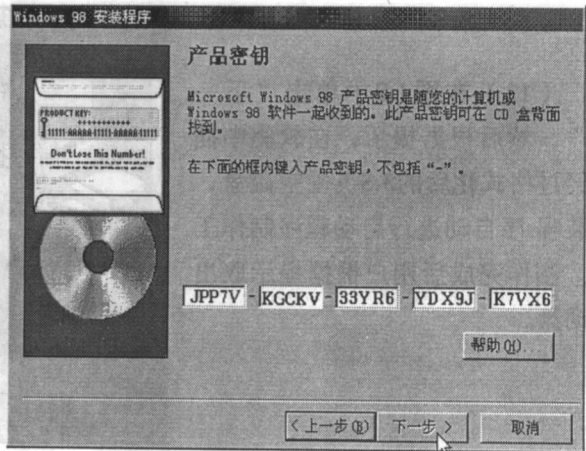 Windows 98 安装程序
产品密钥
PRODUCT KEY:
11111-AAAAA-11111-AAAAA-11111
Don't Lose This Number!
Microsoft Windows 98 产品密钥是随您的计算机或
Windows 98 软件一起收到的。此产品密钥可在 CD 盒背面
找到。
在下面的框内键入产品密钥，不包括“-”。
JPP7V - KGCKV - 33YR6 - YDX9J - K7VX6
帮助(H)...
< 上一步(B)
下一步 >
取消